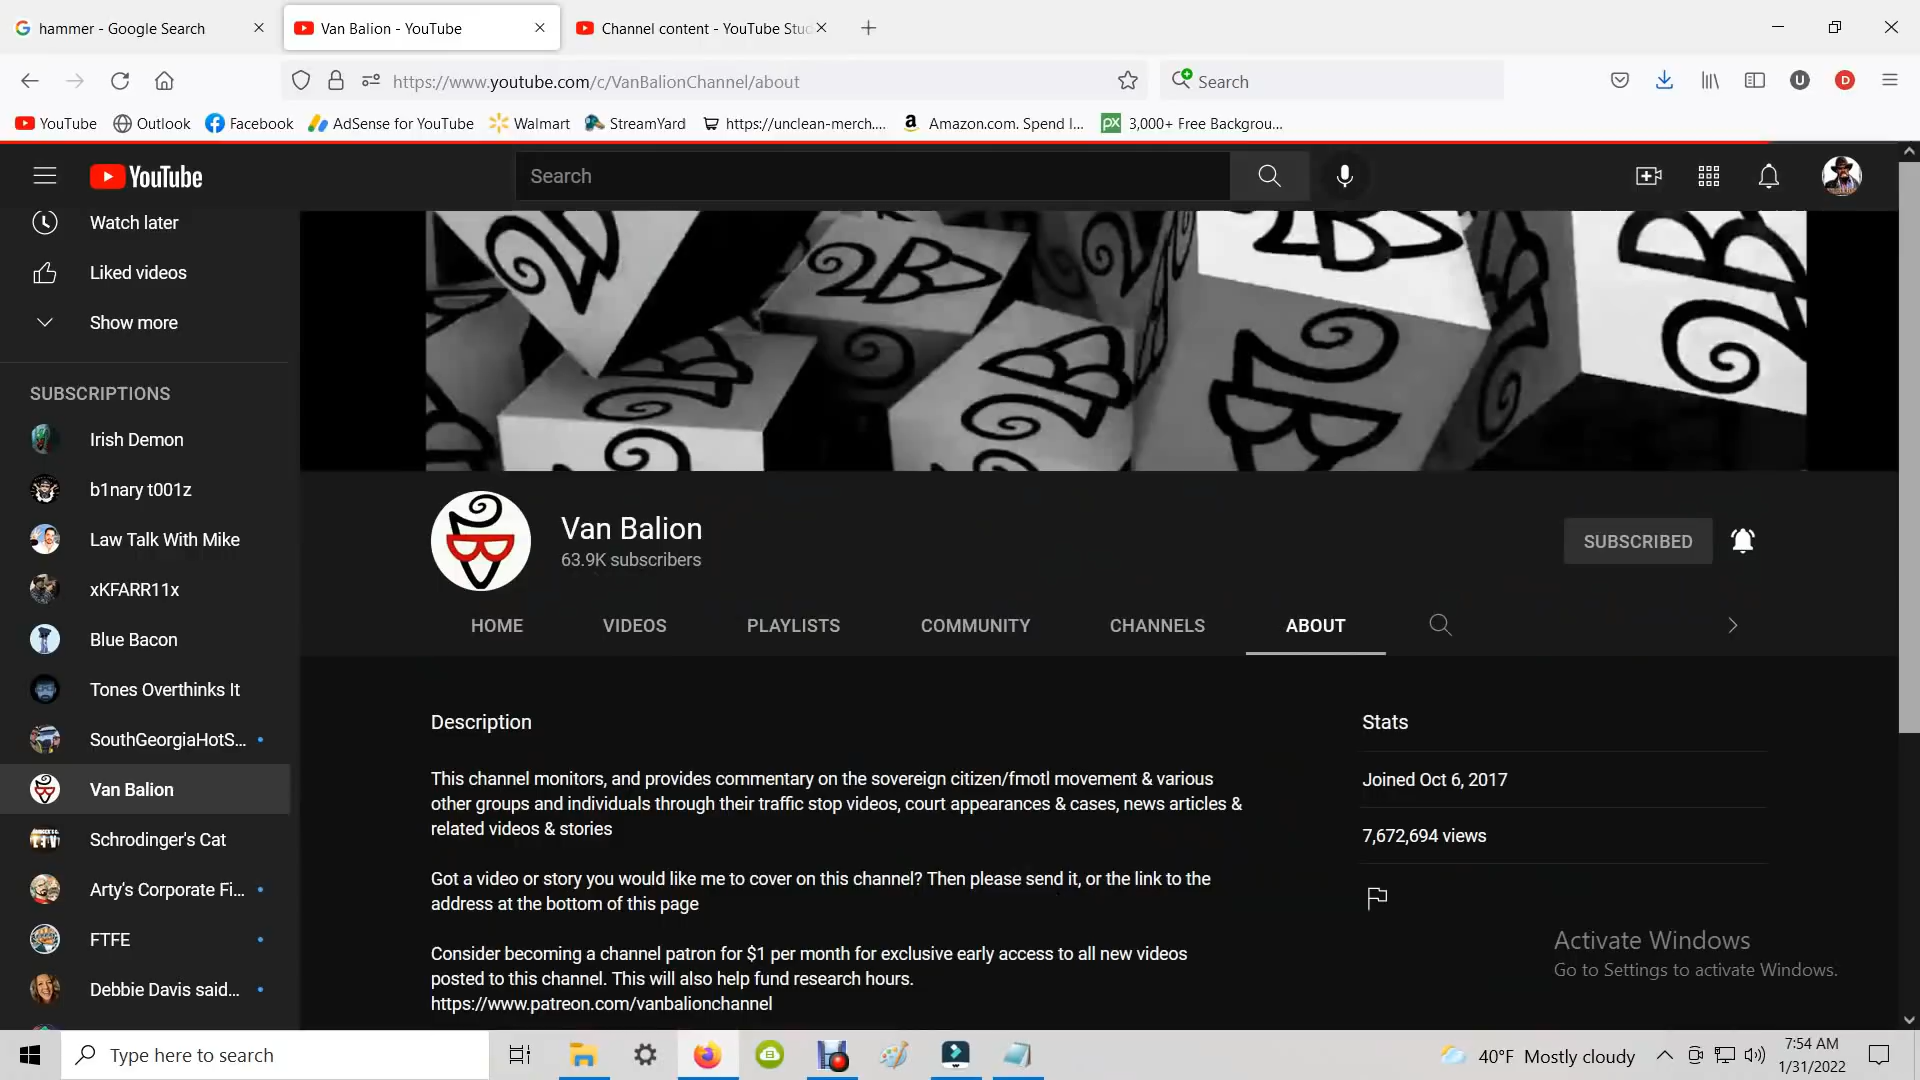 hammer - Google Search
Van Balion - YouTube
Channel content - YouTube Stud
https://www.youtube.com/c/VanBalionChannel/about
Search
YouTube
Outlook
Facebook
AdSense for YouTube
Walmart
StreamYard
https://unclean-merch....
Amazon.com. Spend l...
3,000+ Free Backgrou...
YouTube
Search
Watch later
Liked videos
Show more
SUBSCRIPTIONS
Irish Demon
b1nary t001z
Law Talk With Mike
xKFARR11x
Blue Bacon
Tones Overthinks It
SouthGeorgiaHotS...
Van Balion
Schrodinger's Cat
Arty's Corporate Fi...
FTFE
Debbie Davis said...
Van Balion
63.9K subscribers
SUBSCRIBED
HOME VIDEOS PLAYLISTS COMMUNITY CHANNELS ABOUT
Description
This channel monitors, and provides commentary on the sovereign citizen/fmotl movement & various
other groups and individuals through their traffic stop videos, court appearances & cases, news articles &
related videos & stories
Got a video or story you would like me to cover on this channel? Then please send it, or the link to the
address at the bottom of this page
Consider becoming a channel patron for $1 per month for exclusive early access to all new videos
posted to this channel. This will also help fund research hours.
https://www.patreon.com/vanbalionchannel
Stats
Joined Oct 6, 2017
7,672,694 views
Activate Windows
Go to Settings to activate Windows.
Type here to search
40°F Mostly cloudy
7:54 AM
1/31/2022